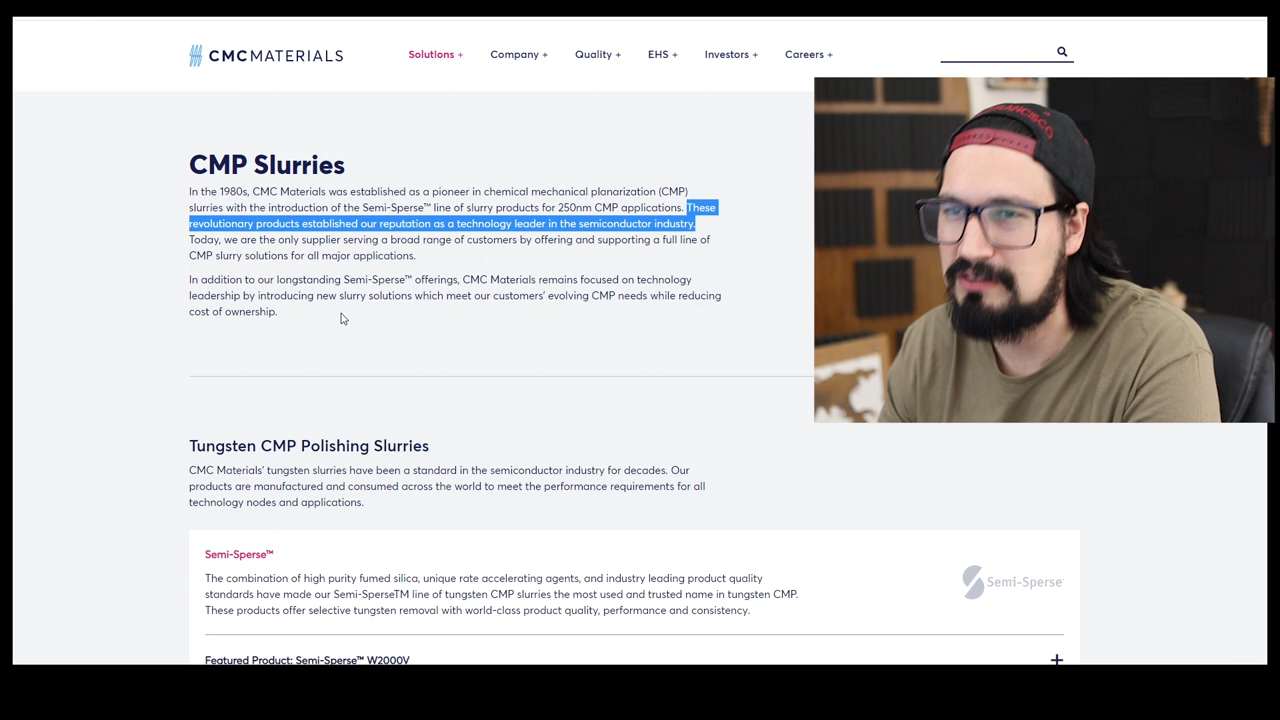 CMCMATERIALS
Solutions + Company + Quality + EHS + Investors + Careers +
CMP Slurries
In the 1980s, CMC Materials was established as a pioneer in chemical mechanical planarization (CMP)
slurries with the introduction of the Semi-Sperse™ line of slurry products for 250nm CMP applications. These
revolutionary products established our reputation as a technology leader in the semiconductor industry.
Today, we are the only supplier serving a broad range of customers by offering and supporting a full line of
CMP slurry solutions for all major applications.
In addition to our longstanding Semi-Sperse™ offerings, CMC Materials remains focused on technology
leadership by introducing new slurry solutions which meet our customers' evolving CMP needs while reducing
cost of ownership.
Tungsten CMP Polishing Slurries
CMC Materials' tungsten slurries have been a standard in the semiconductor industry for decades. Our
products are manufactured and consumed across the world to meet the performance requirements for all
technology nodes and applications.
Semi-Sperse™
The combination of high purity fumed silica, unique rate accelerating agents, and industry leading product quality
standards have made our Semi-SperseTM line of tungsten CMP slurries the most used and trusted name in tungsten CMP.
These products offer selective tungsten removal with world-class product quality, performance and consistency.
Semi-Sperse
Featured Product: Semi-Sperse™ W2000V +